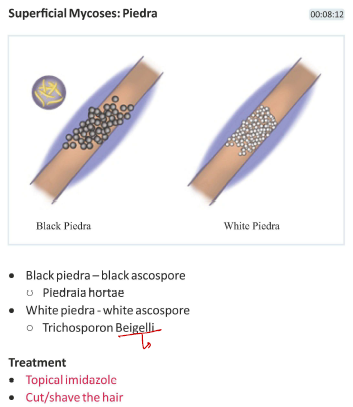 Superficial Mycoses: Piedra
00:08:12
Black Piedra
White Piedra
• Black piedra – black ascospore
○ Piedraia hortae
• White piedra - white ascospore
○ Trichosporon Beigelli
Treatment
• Topical imidazole
• Cut/shave the hair